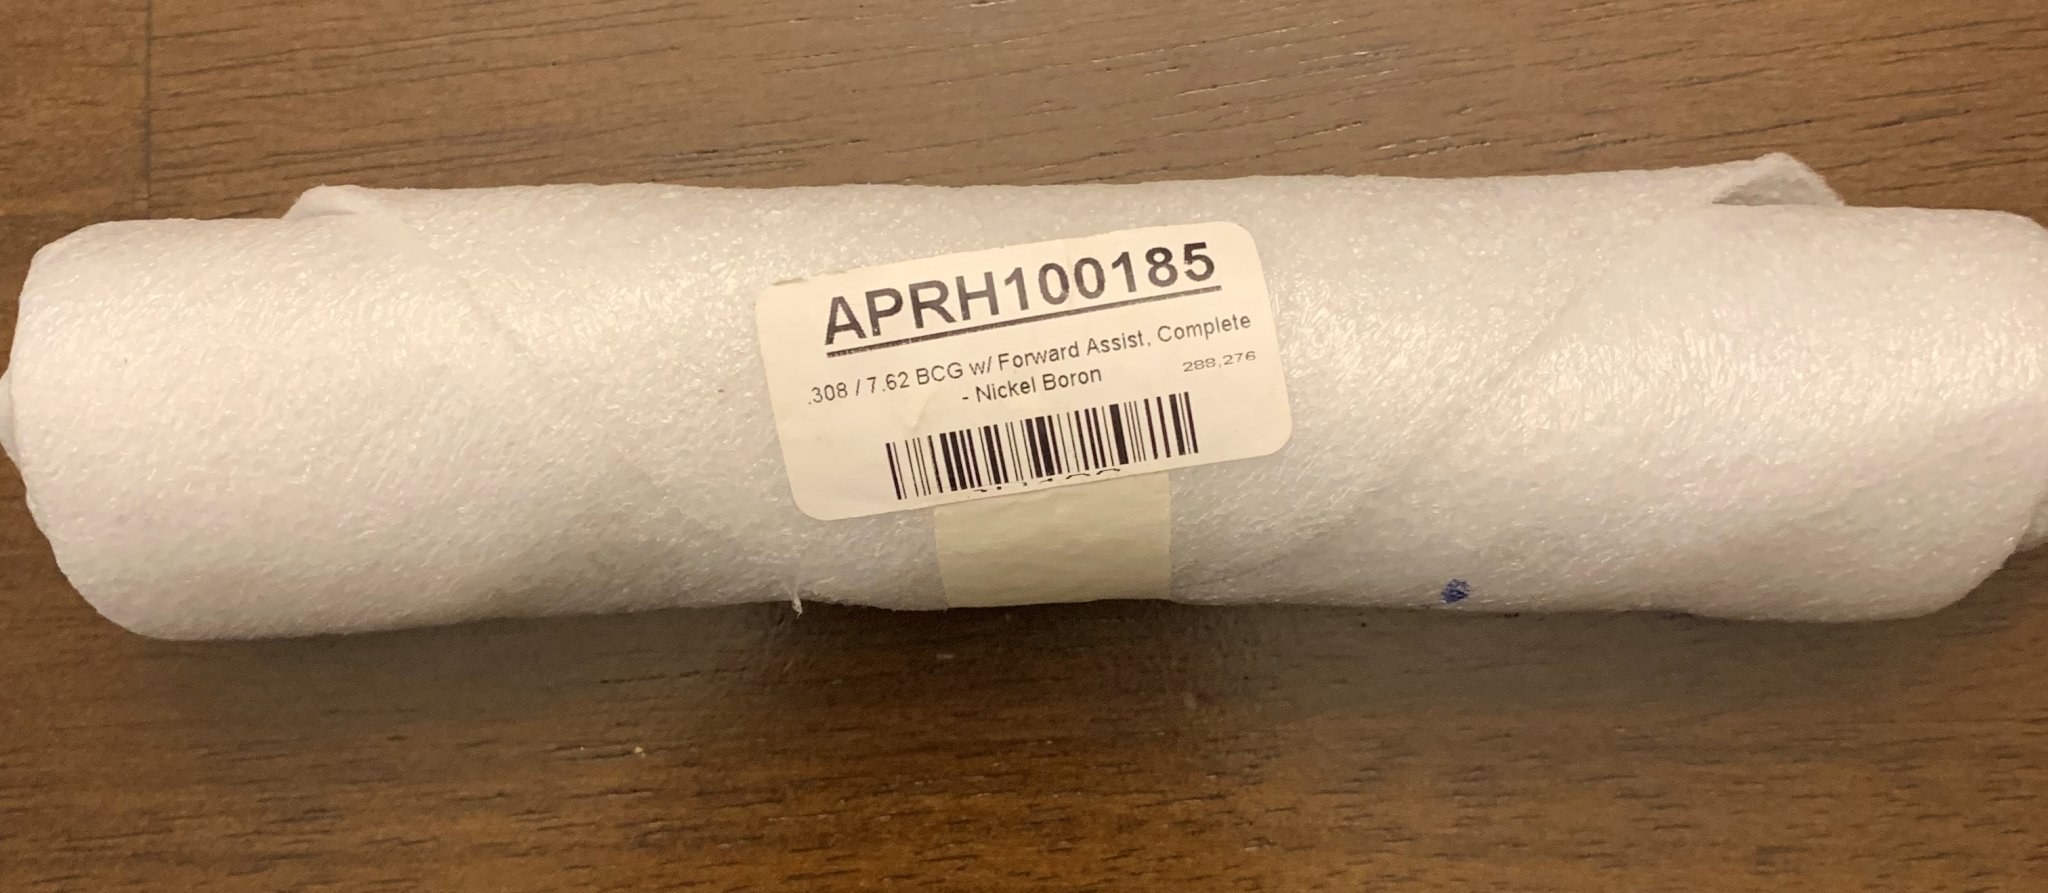 APRH100185
.308 / 7.62 BCG w/ Forward Assist, Complete
- Nickel Boron
288,276